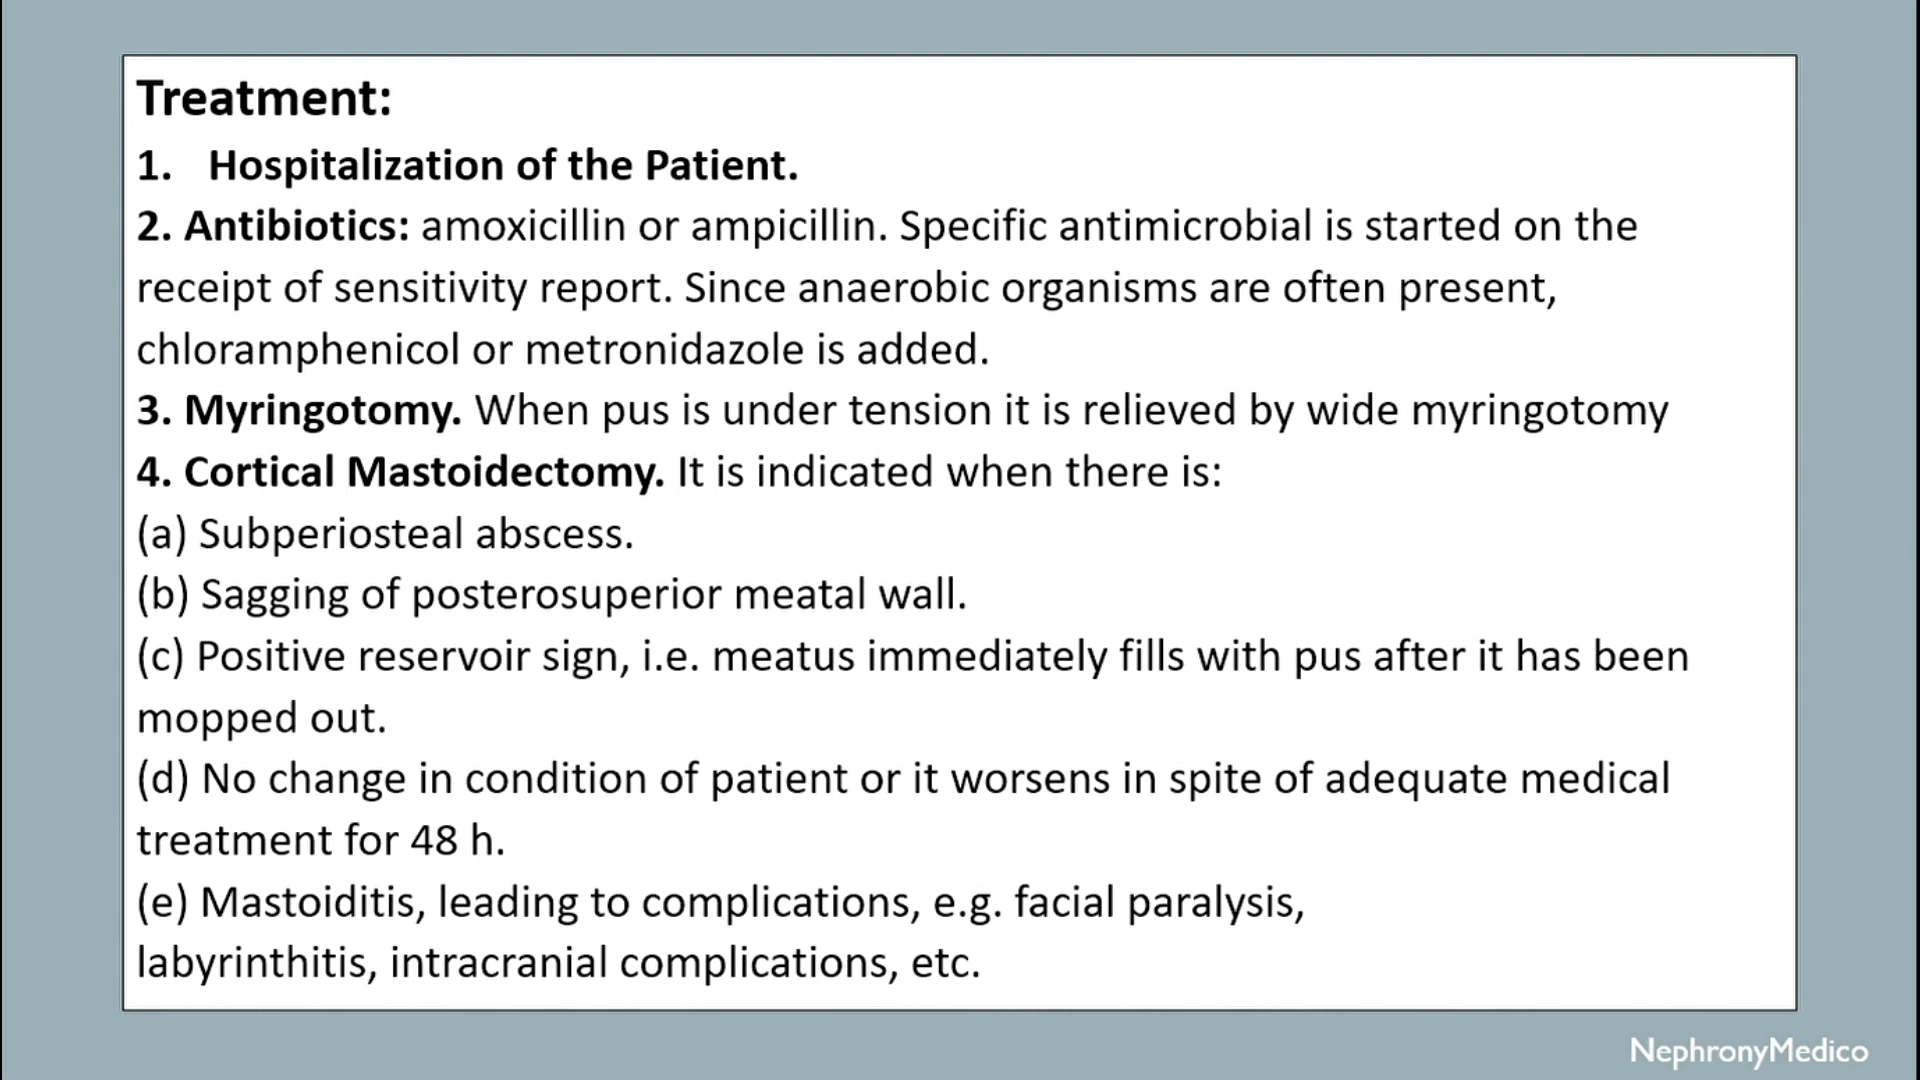 Treatment:
1. Hospitalization of the Patient.
2. Antibiotics: amoxicillin or ampicillin. Specific antimicrobial is started on the
receipt of sensitivity report. Since anaerobic organisms are often present,
chloramphenicol or metronidazole is added.
3. Myringotomy. When pus is under tension it is relieved by wide myringotomy
4. Cortical Mastoidectomy. It is indicated when there is:
(a) Subperiosteal abscess.
(b) Sagging of posterosuperior meatal wall.
(c) Positive reservoir sign, i.e. meatus immediately fills with pus after it has been
mopped out.
(d) No change in condition of patient or it worsens in spite of adequate medical
treatment for 48 h.
(e) Mastoiditis, leading to complications, e.g. facial paralysis,
labyrinthitis, intracranial complications, etc.
NephronyMedico